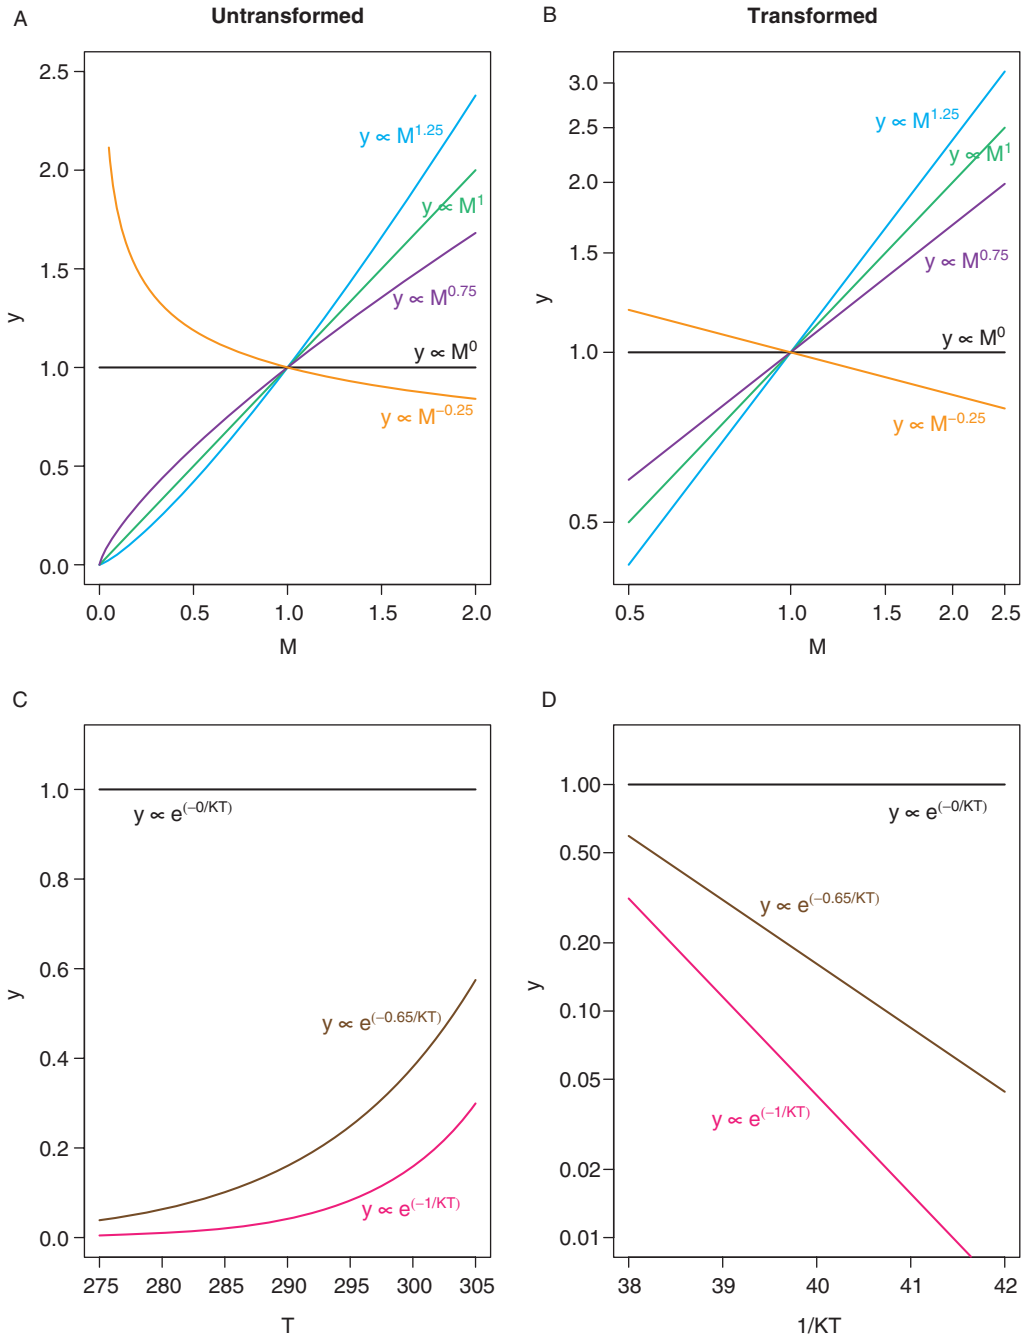 A
Untransformed
B
Transformed
2.5
2.0
1.5
1.0
0.5
0.0
y
y ∝ M^1.25
y ∝ M^1
y ∝ M^0.75
y ∝ M^0
y ∝ M^−0.25
0.0 0.5 1.0 1.5 2.0
M
3.0
2.5
2.0
1.5
1.0
0.5
y
y ∝ M^1.25
y ∝ M^1
y ∝ M^0.75
y ∝ M^0
y ∝ M^−0.25
0.5 1.0 1.5 2.0 2.5
M
C
1.0
0.8
0.6
0.4
0.2
0.0
y
y ∝ e^(−0/KT)
y ∝ e^(−0.65/KT)
y ∝ e^(−1/KT)
275 280 285 290 295 300 305
T
D
1.00
0.50
0.20
0.10
0.05
0.02
0.01
y
y ∝ e^(−0/KT)
y ∝ e^(−0.65/KT)
y ∝ e^(−1/KT)
38 39 40 41 42
1/KT